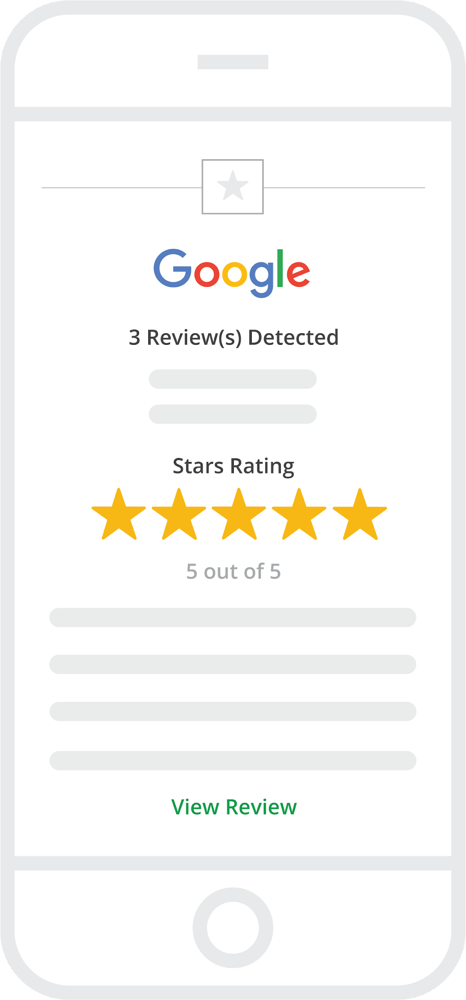 Google
3 Review(s) Detected
Stars Rating
5 out of 5
View Review